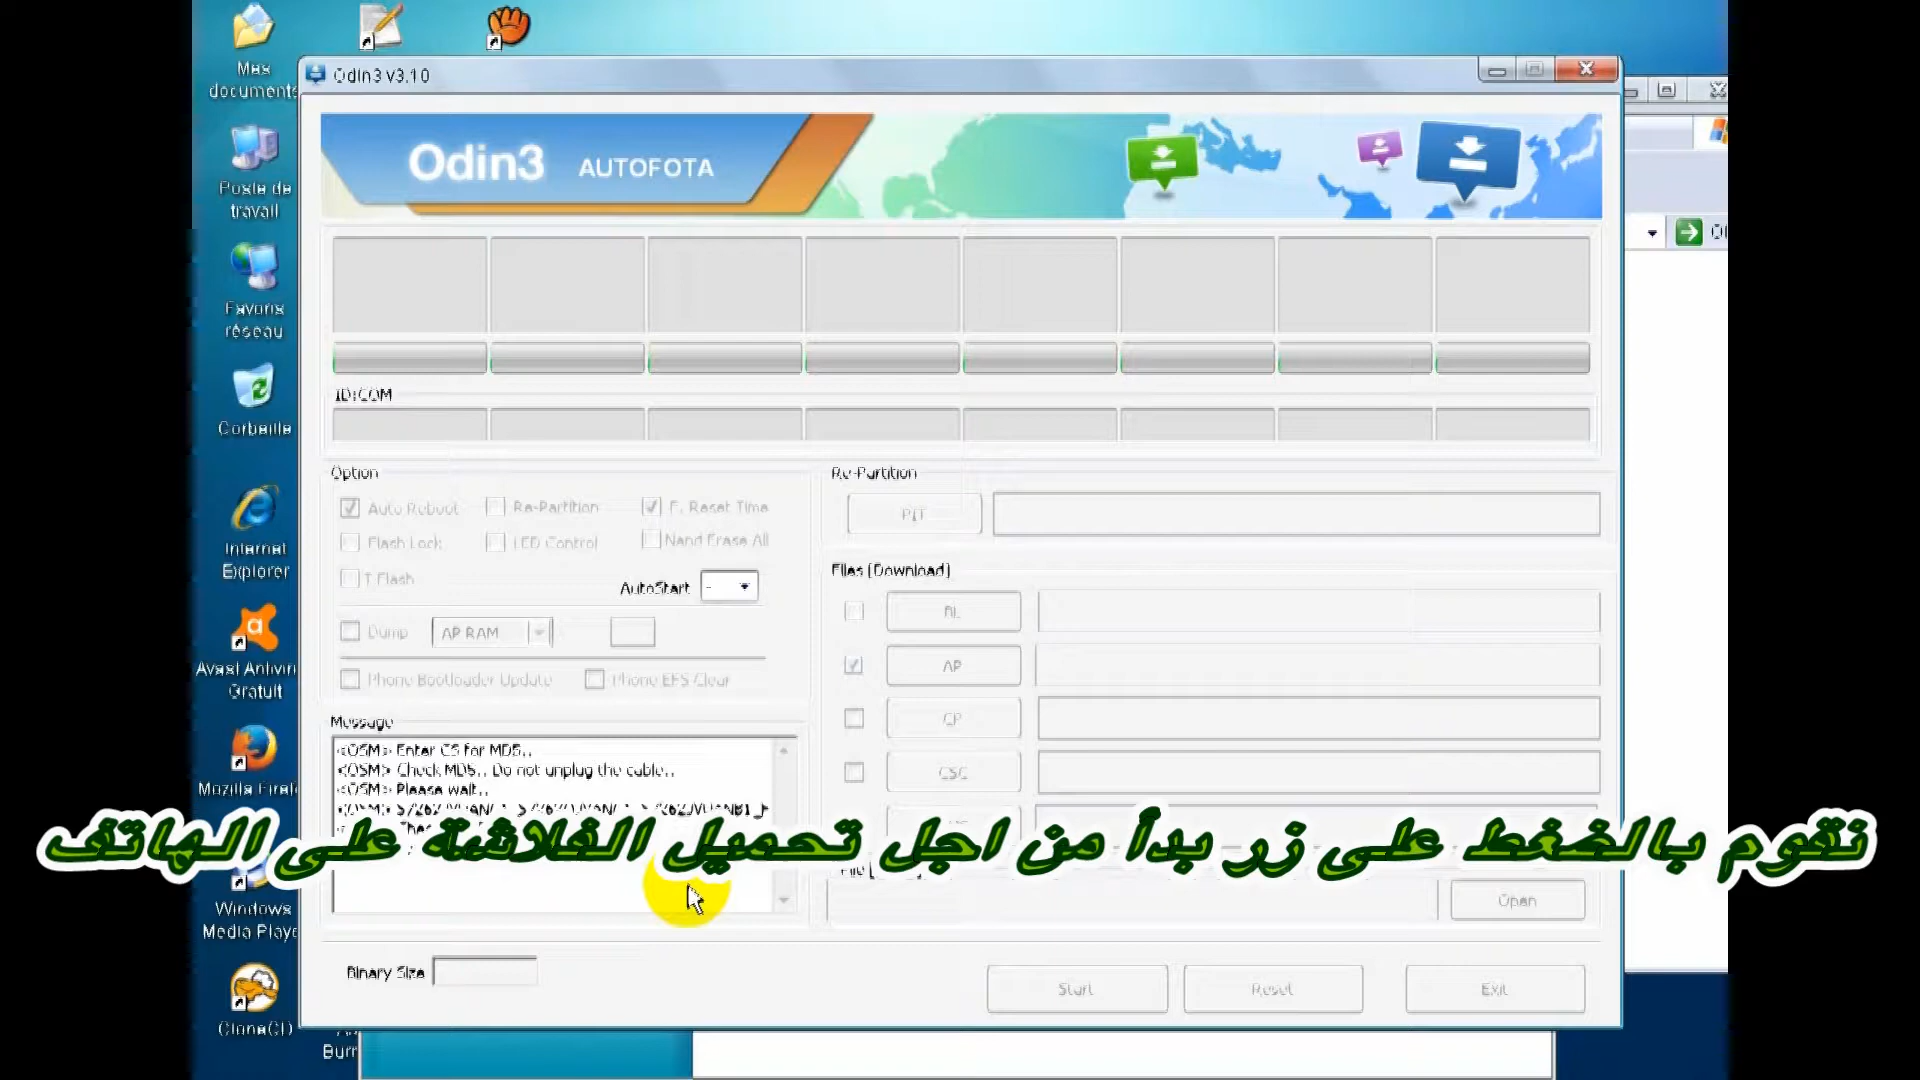 Mes
documents
Poste de
travail
Favoris
réseau
Corbeille
Internet
Explorer
Avast Antivir
Gratuit
Mozilla Firef
Windows
Media Playe
CloneCD
Burr
Odin3 v3.10
Odin3 AUTOFOTA
ID:COM
Option
Auto Reboot
Re-Partition
F. Reset Time
Flash Lock
LED Control
Nand Erase All
T Flash
AutoStart
-
Dump
AP RAM
Phone Bootloader Update
Phone EFS Clear
Message
<OSM> Enter CS for MD5..
<OSM> Check MD5.. Do not unplug the cable..
<OSM> Please wait..
<OSM>
Re-Partition
PIT
Files [Download]
BL
AP
CP
CSC
نقوم بالضغط على زر بدأ من اجل تحميل الفلاشة على الهاتف
Open
Binary Size
Start
Reset
Exit